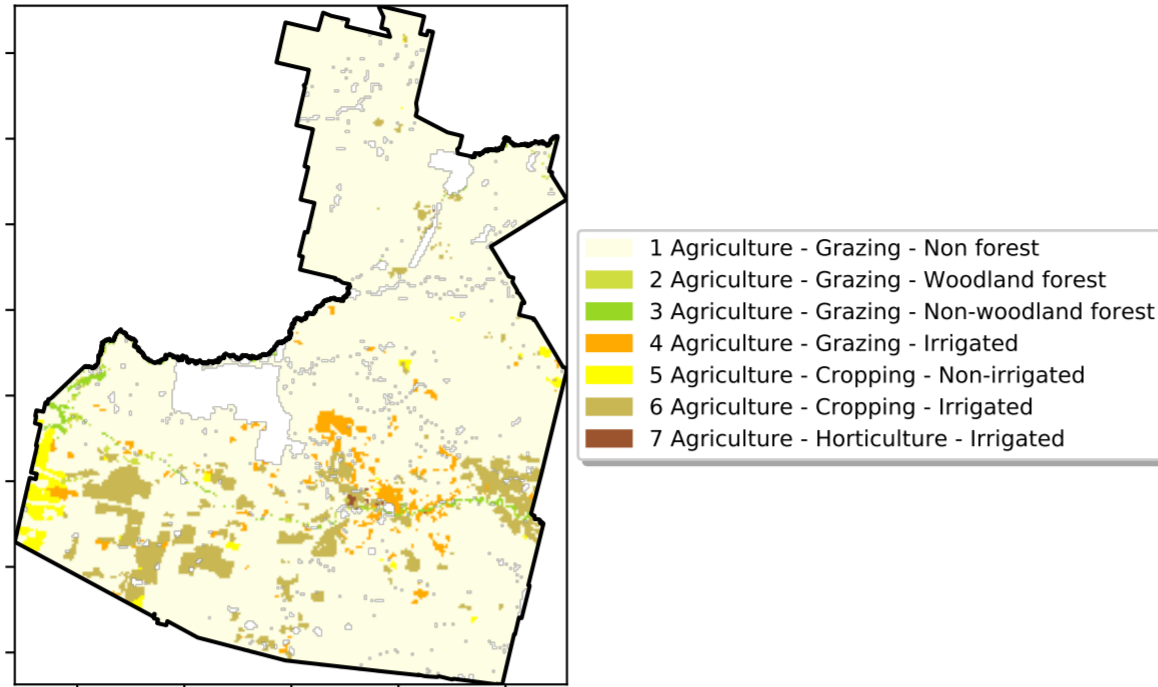 1 Agriculture - Grazing - Non forest
2 Agriculture - Grazing - Woodland forest
3 Agriculture - Grazing - Non-woodland forest
4 Agriculture - Grazing - Irrigated
5 Agriculture - Cropping - Non-irrigated
6 Agriculture - Cropping - Irrigated
7 Agriculture - Horticulture - Irrigated